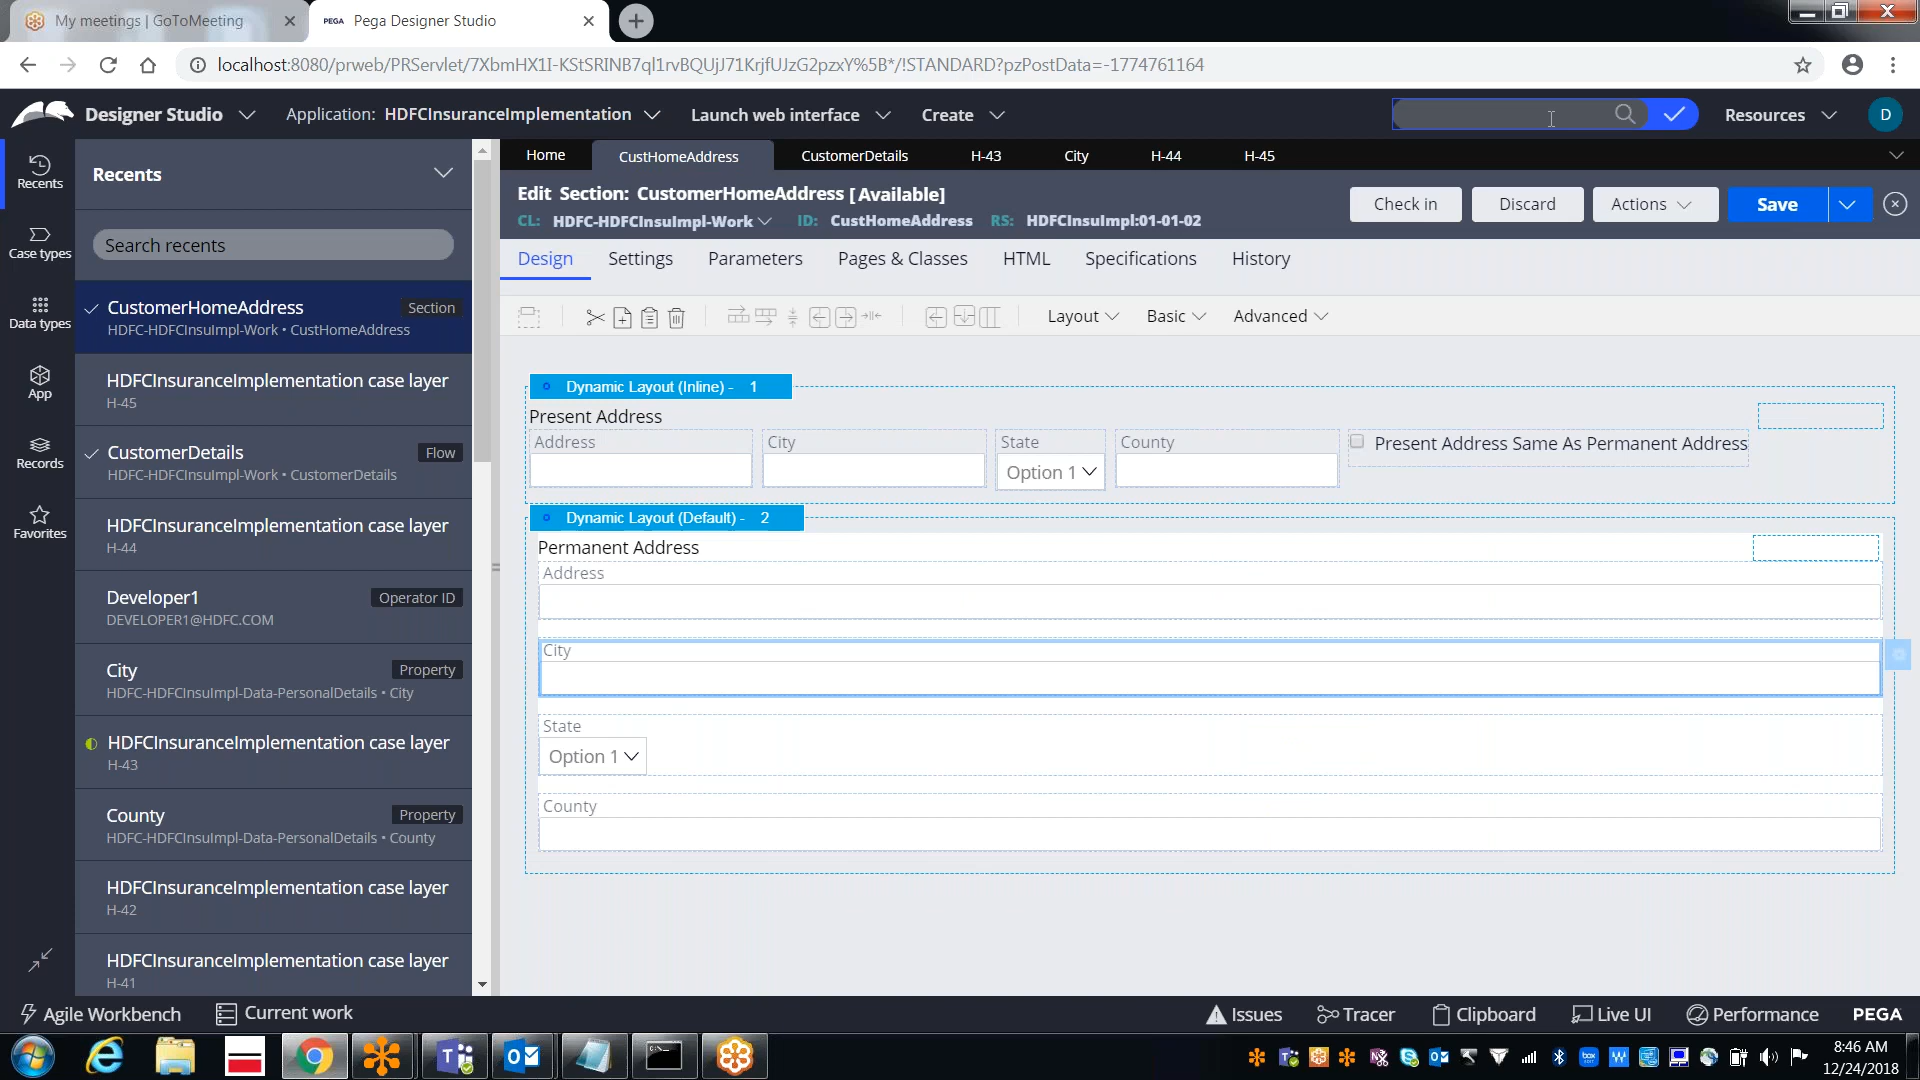 My meetings | GoToMeeting
PEGA Pega Designer Studio
localhost:8080/prweb/PRServlet/7XbmHX1I-KStSRINB7ql1rvBQUjJ71KrjfUJzG2pzxY%5B*/!STANDARD?pzPostData=-1774761164
Designer Studio
Application: HDFCInsuranceImplementation
Launch web interface
Create
Resources
D
Recents
Case types
Data types
App
Records
Favorites
Recents
Search recents
CustomerHomeAddress Section
HDFC-HDFCInsuImpl-Work • CustHomeAddress
HDFCInsuranceImplementation case layer
H-45
CustomerDetails Flow
HDFC-HDFCInsuImpl-Work • CustomerDetails
HDFCInsuranceImplementation case layer
H-44
Developer1 Operator ID
DEVELOPER1@HDFC.COM
City Property
HDFC-HDFCInsuImpl-Data-PersonalDetails • City
HDFCInsuranceImplementation case layer
H-43
County Property
HDFC-HDFCInsuImpl-Data-PersonalDetails • County
HDFCInsuranceImplementation case layer
H-42
HDFCInsuranceImplementation case layer
H-41
Home CustHomeAddress CustomerDetails H-43 City H-44 H-45
Edit Section: CustomerHomeAddress [ Available]
CL: HDFC-HDFCInsuImpl-Work ID: CustHomeAddress RS: HDFCInsuImpl:01-01-02
Check in Discard Actions Save
Design Settings Parameters Pages & Classes HTML Specifications History
Layout Basic Advanced
Dynamic Layout (Inline) - 1
Present Address
Address City State County Present Address Same As Permanent Address
Option 1
Dynamic Layout (Default) - 2
Permanent Address
Address
City
State
Option 1
County
Agile Workbench Current work Issues Tracer Clipboard Live UI Performance PEGA
8:46 AM
12/24/2018